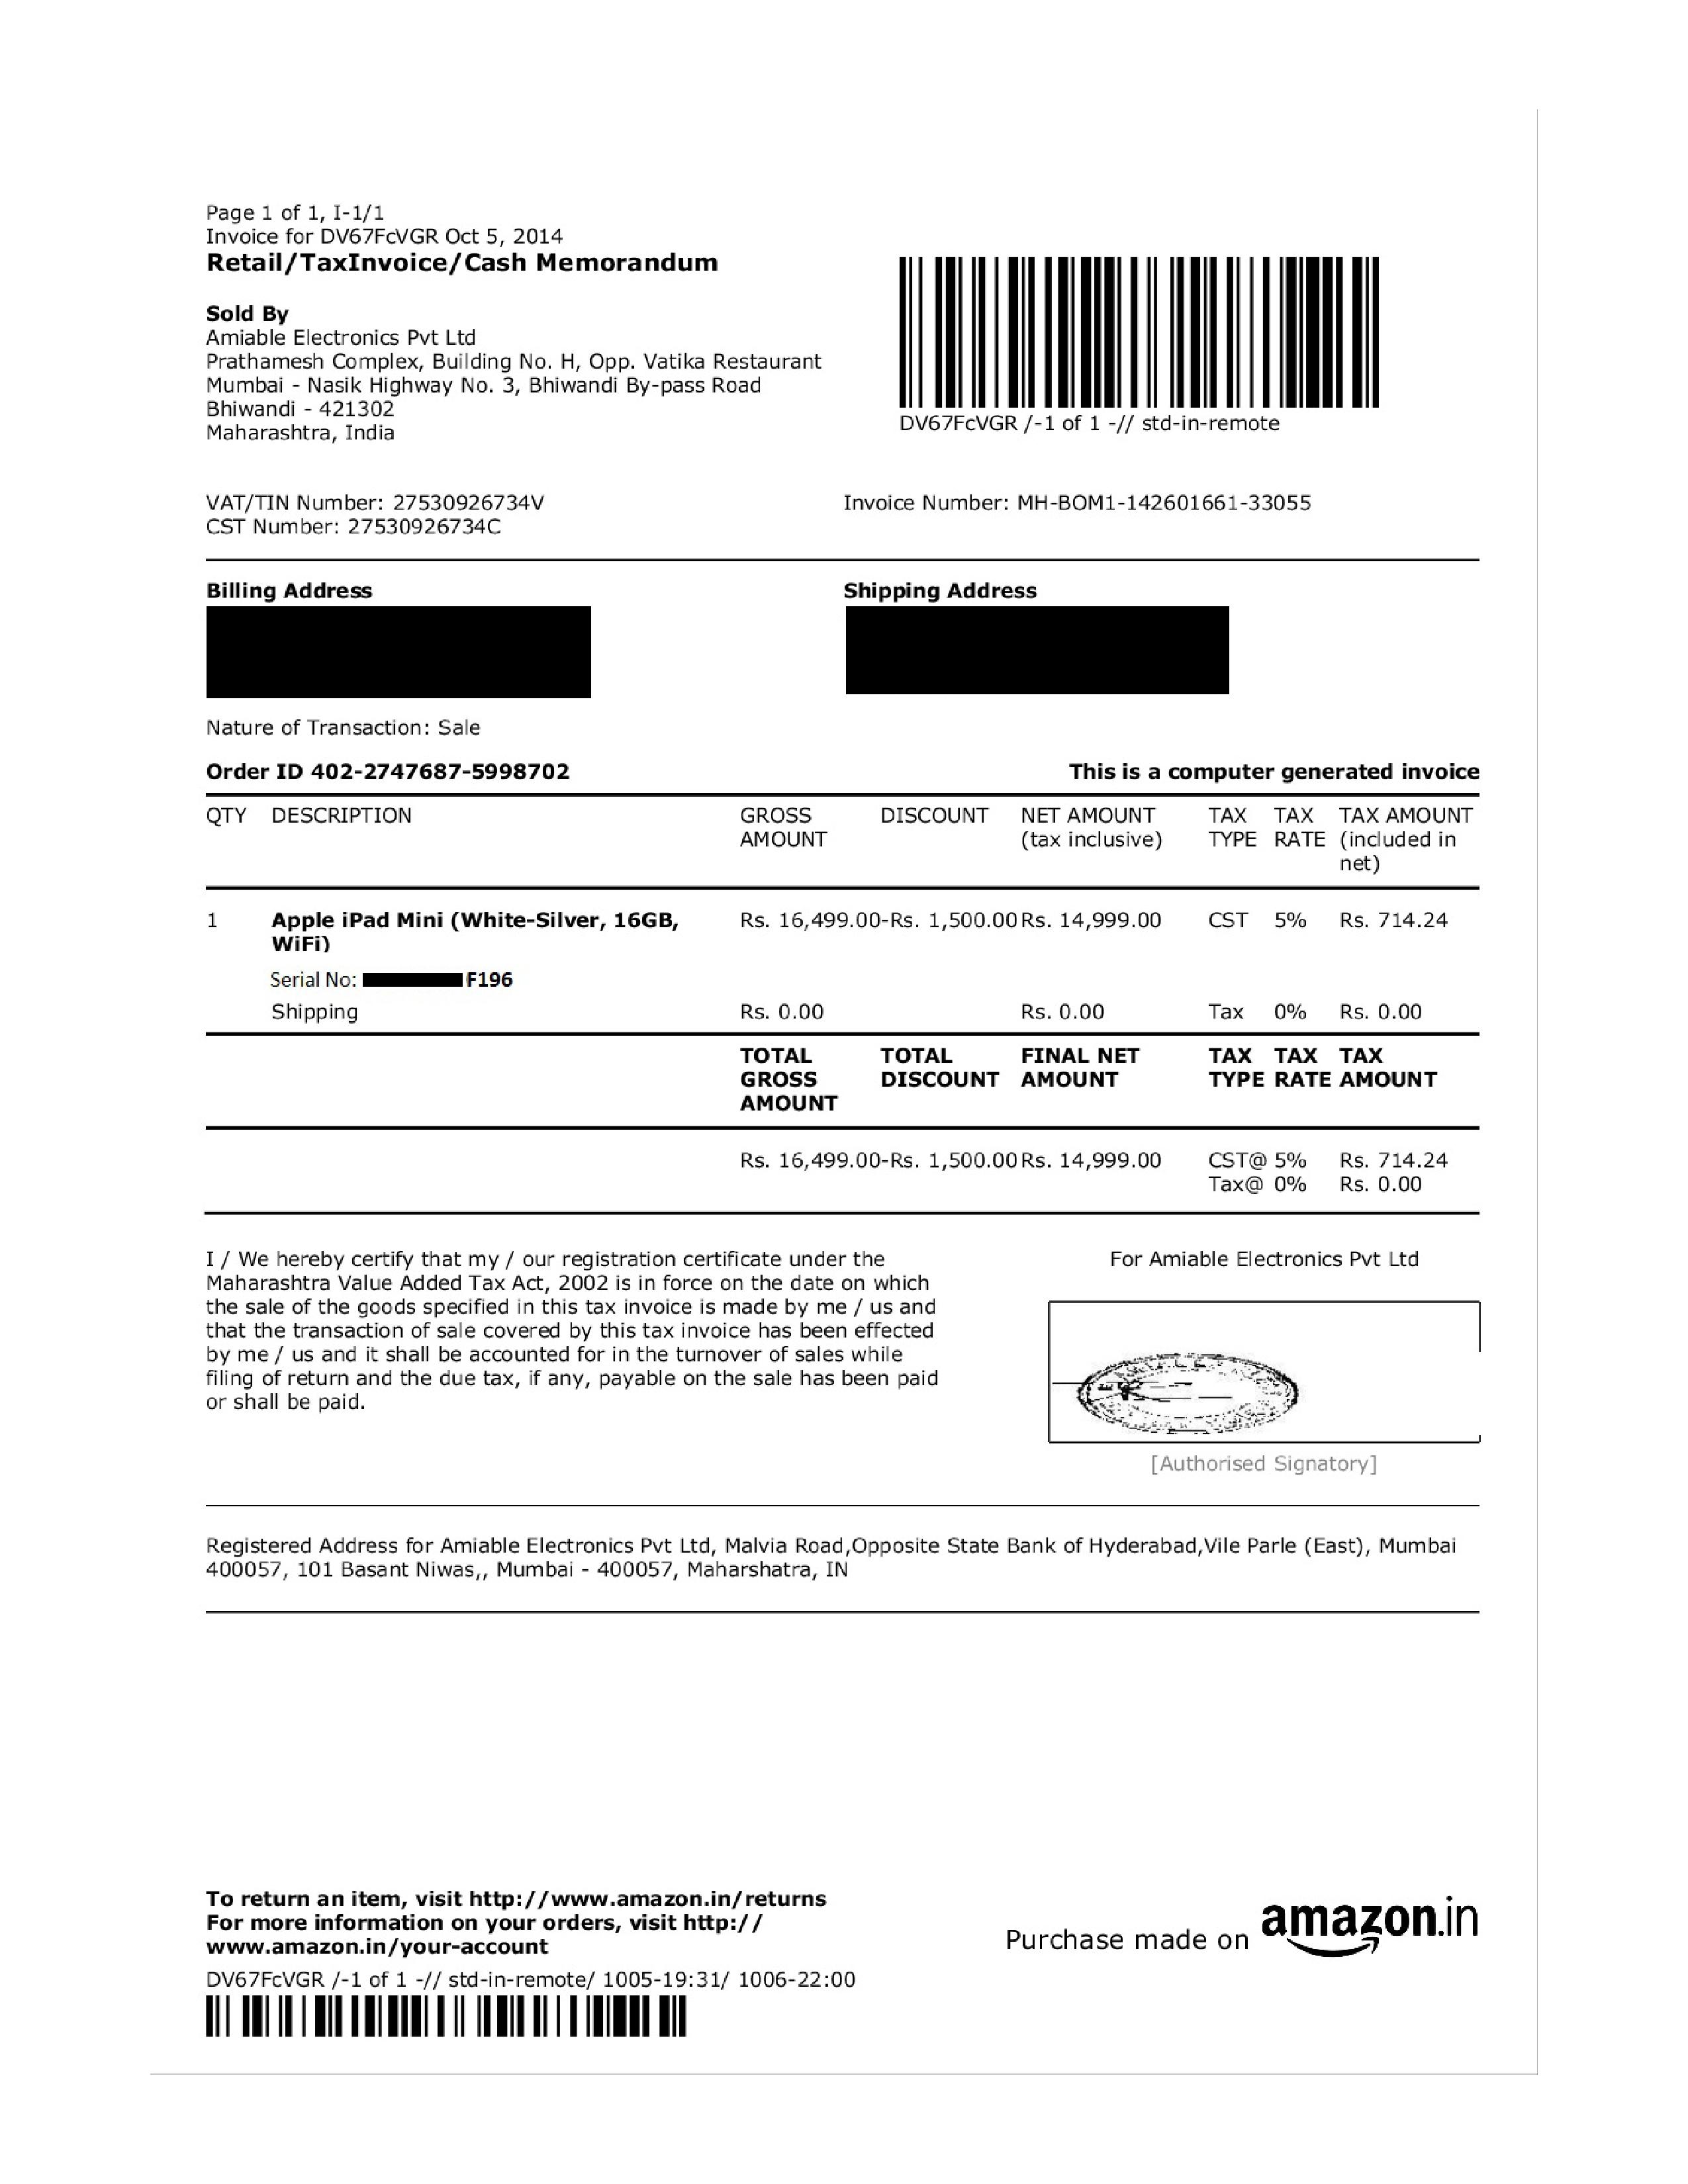 Page 1 of 1, I-1/1
Invoice for DV67FcVGR Oct 5, 2014
Retail/TaxInvoice/Cash Memorandum
Sold By
Amiable Electronics Pvt Ltd
Prathamesh Complex, Building No. H, Opp. Vatika Restaurant
Mumbai - Nasik Highway No. 3, Bhiwandi By-pass Road
Bhiwandi - 421302
Maharashtra, India
DV67FcVGR /-1 of 1 -// std-in-remote
VAT/TIN Number: 27530926734V
CST Number: 27530926734C
Invoice Number: MH-BOM1-142601661-33055
Billing Address
Shipping Address
Nature of Transaction: Sale
Order ID 402-2747687-5998702
This is a computer generated invoice
QTY DESCRIPTION GROSS DISCOUNT NET AMOUNT TAX TAX TAX AMOUNT
AMOUNT (tax inclusive) TYPE RATE (included in
net)
1 Apple iPad Mini (White-Silver, 16GB, Rs. 16,499.00 -Rs. 1,500.00 Rs. 14,999.00 CST 5% Rs. 714.24
WiFi)
Serial No: F196
Shipping Rs. 0.00 Rs. 0.00 Tax 0% Rs. 0.00
TOTAL TOTAL FINAL NET TAX TAX TAX
GROSS DISCOUNT AMOUNT TYPE RATE AMOUNT
AMOUNT
Rs. 16,499.00 -Rs. 1,500.00 Rs. 14,999.00 CST@ 5% Rs. 714.24
Tax@ 0% Rs. 0.00
I / We hereby certify that my / our registration certificate under the
Maharashtra Value Added Tax Act, 2002 is in force on the date on which
the sale of the goods specified in this tax invoice is made by me / us and
that the transaction of sale covered by this tax invoice has been effected
by me / us and it shall be accounted for in the turnover of sales while
filing of return and the due tax, if any, payable on the sale has been paid
or shall be paid.
For Amiable Electronics Pvt Ltd
[Authorised Signatory]
Registered Address for Amiable Electronics Pvt Ltd, Malvia Road,Opposite State Bank of Hyderabad,Vile Parle (East), Mumbai
400057, 101 Basant Niwas,, Mumbai - 400057, Maharshatra, IN
To return an item, visit http://www.amazon.in/returns
For more information on your orders, visit http://
www.amazon.in/your-account
Purchase made on amazon.in
DV67FcVGR /-1 of 1 -// std-in-remote/ 1005-19:31/ 1006-22:00